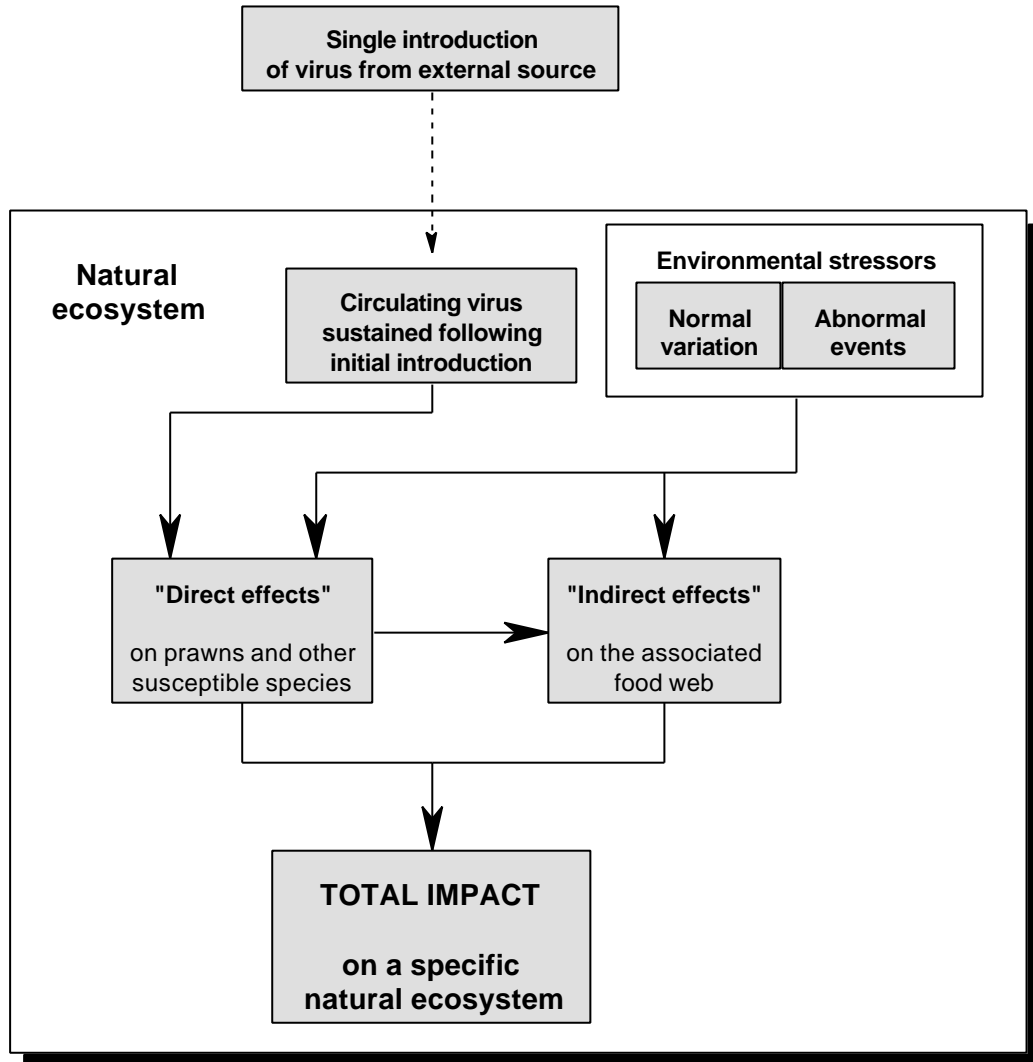 Single introduction
of virus from external source
Natural
ecosystem
Circulating virus
sustained following
initial introduction
Environmental stressors
Normal
variation
Abnormal
events
"Direct effects"
on prawns and other
susceptible species
"Indirect effects"
on the associated
food web
TOTAL IMPACT
on a specific
natural ecosystem